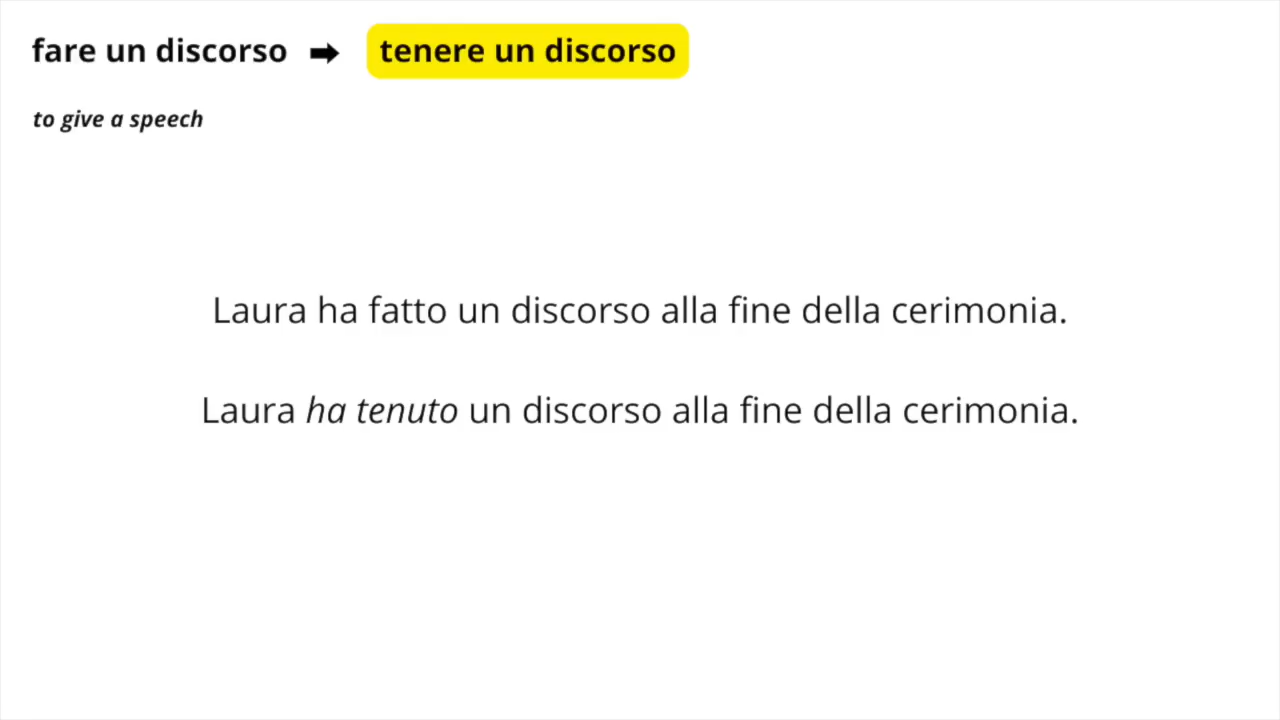 fare un discorso ➡ tenere un discorso
to give a speech
Laura ha fatto un discorso alla fine della cerimonia.
Laura ha tenuto un discorso alla fine della cerimonia.